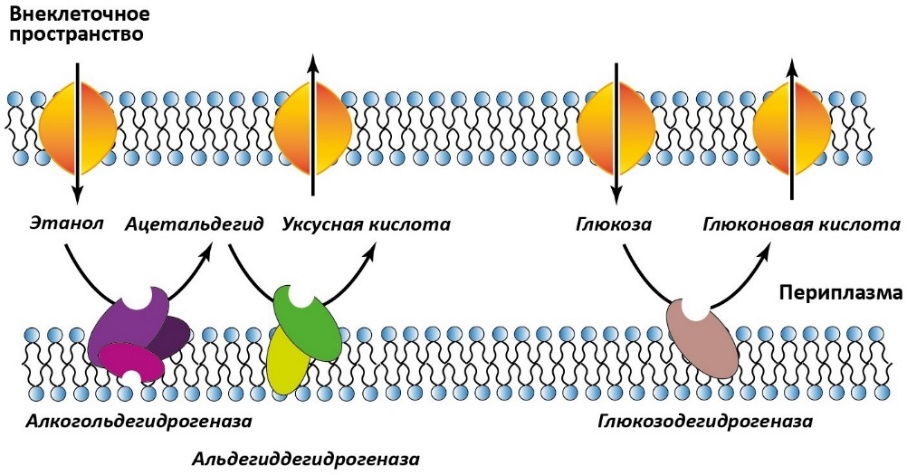 Внеклеточное
пространство
Этанол Ацетальдегид Уксусная кислота Глюкоза Глюконовая кислота
Периплазма
Алкогольдегидрогеназа Глюкозодегидрогеназа
Альдегиддегидрогеназа